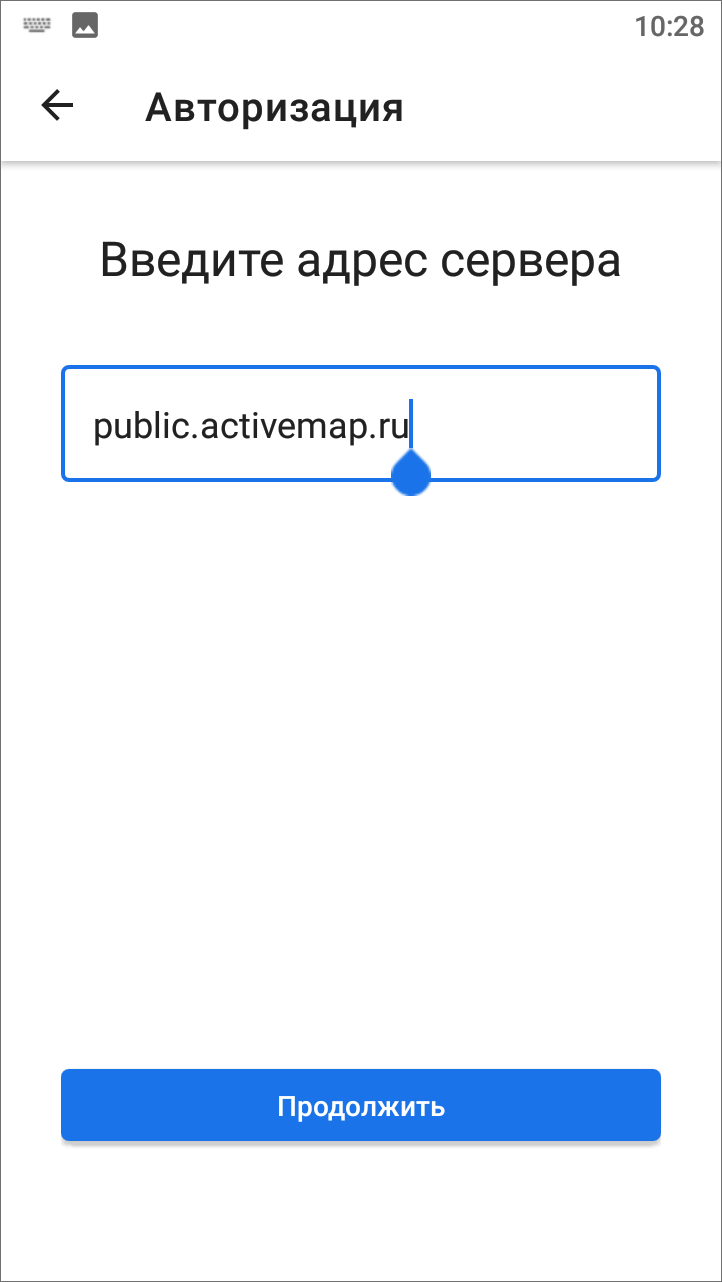 10:28
Авторизация
Введите адрес сервера
public.activemap.ru
Продолжить